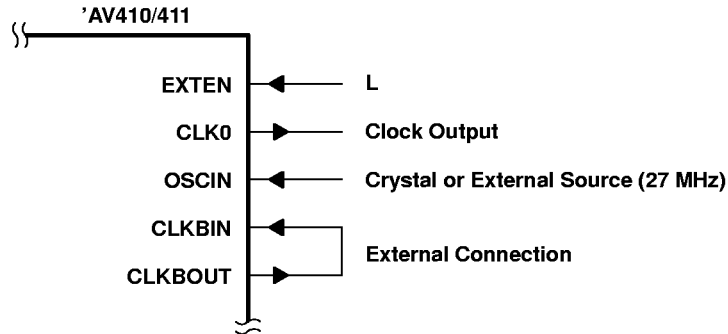 'AV410/411
EXTEN L
CLK0 Clock Output
OSCIN Crystal or External Source (27 MHz)
CLKBIN
External Connection
CLKBOUT